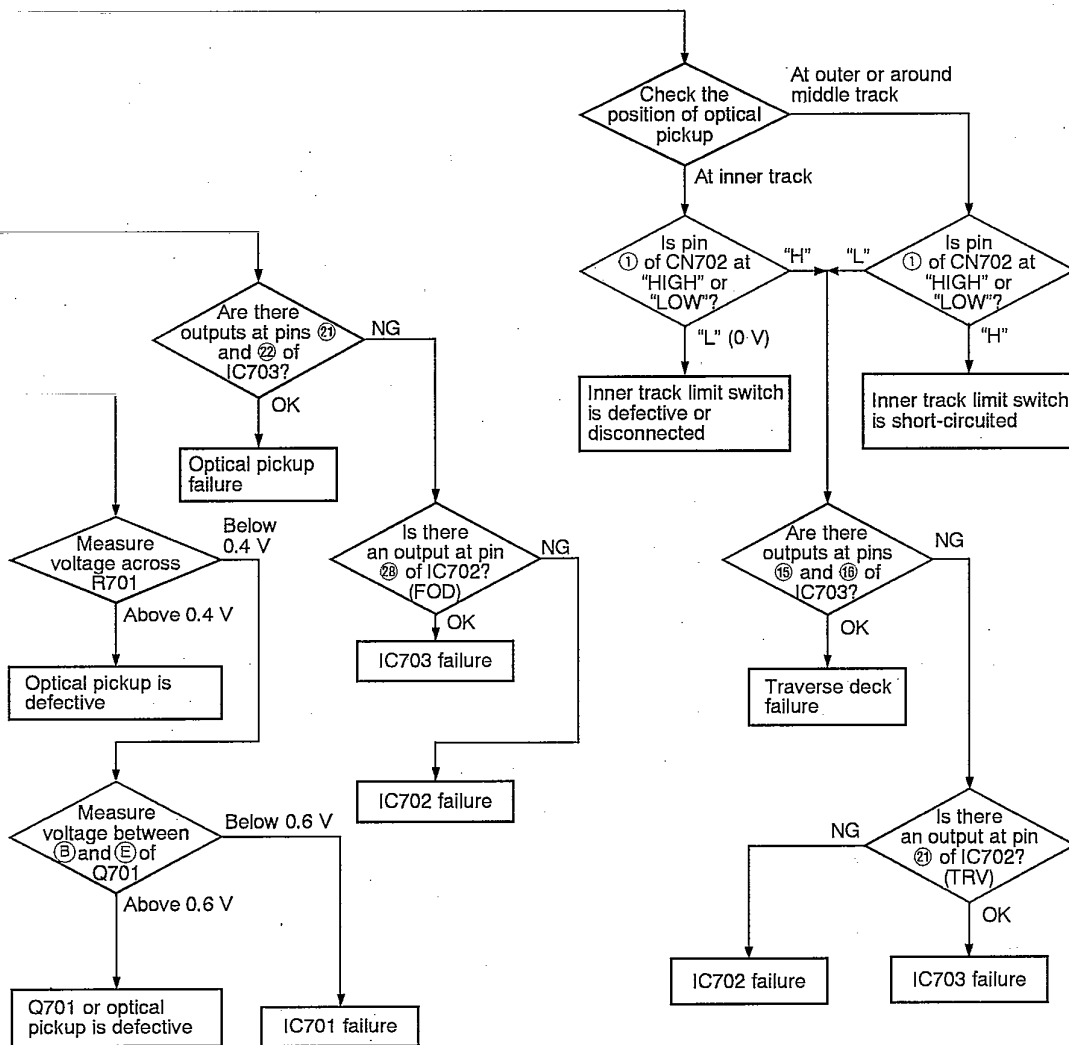 Check the
position of optical
pickup
At outer or around
middle track
At inner track
Is pin
① of CN702 at
"HIGH" or
"LOW"?
"H"
"L" (0 V)
Inner track limit switch
is defective or
disconnected
Is pin
① of CN702 at
"HIGH" or
"LOW"?
"L"
"H"
Inner track limit switch
is short-circuited
Are there
outputs at pins ㉑
and ㉒ of
IC703?
NG
OK
Optical pickup
failure
Is there
an output at pin
㉘ of IC702?
(FOD)
NG
OK
IC703 failure
IC702 failure
Measure
voltage across
R701
Below
0.4 V
Above 0.4 V
Optical pickup is
defective
Measure
voltage between
Ⓑ and Ⓔ of
Q701
Below 0.6 V
Above 0.6 V
Q701 or optical
pickup is defective
IC701 failure
Are there
outputs at pins
⑮ and ⑯ of
IC703?
NG
OK
Traverse deck
failure
Is there
an output at pin
㉑ of IC702?
(TRV)
NG
OK
IC702 failure
IC703 failure